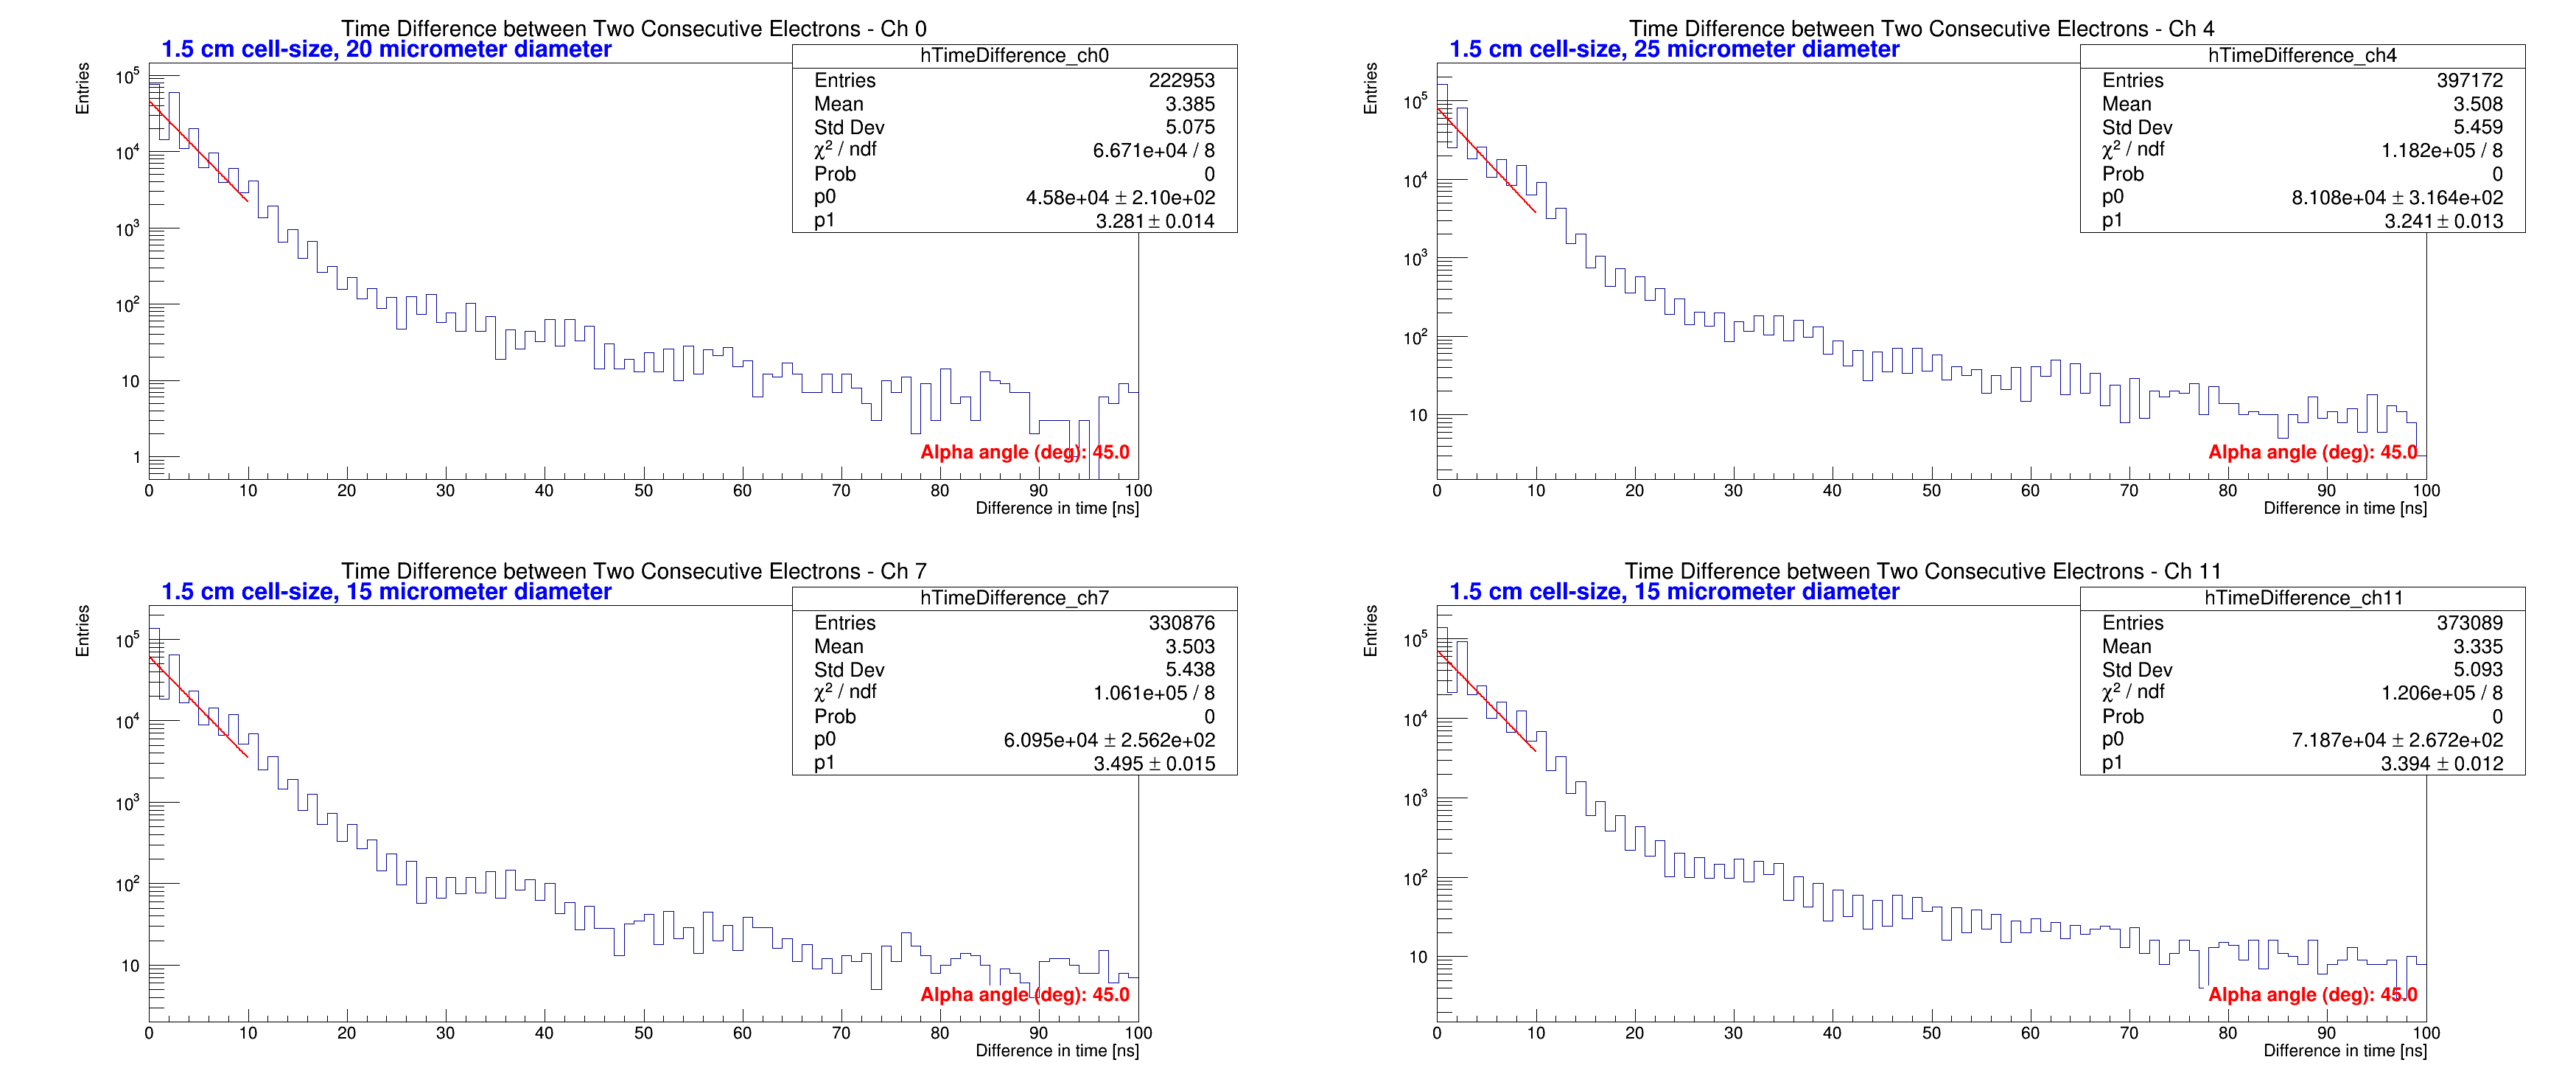 Time Difference between Two Consecutive Electrons - Ch 0
1.5 cm cell-size, 20 micrometer diameter
hTimeDifference_ch0
Entries 222953
Mean 3.385
Std Dev 5.075
χ² / ndf 6.671e+04 / 8
Prob 0
p0 4.58e+04 ± 2.10e+02
p1 3.281 ± 0.014
Entries
10⁵
10⁴
10³
10²
10
1
Alpha angle (deg): 45.0
0 10 20 30 40 50 60 70 80 90 100
Difference in time [ns]
Time Difference between Two Consecutive Electrons - Ch 4
1.5 cm cell-size, 25 micrometer diameter
hTimeDifference_ch4
Entries 397172
Mean 3.508
Std Dev 5.459
χ² / ndf 1.182e+05 / 8
Prob 0
p0 8.108e+04 ± 3.164e+02
p1 3.241 ± 0.013
Entries
10⁵
10⁴
10³
10²
10
Alpha angle (deg): 45.0
0 10 20 30 40 50 60 70 80 90 100
Difference in time [ns]
Time Difference between Two Consecutive Electrons - Ch 7
1.5 cm cell-size, 15 micrometer diameter
hTimeDifference_ch7
Entries 330876
Mean 3.503
Std Dev 5.438
χ² / ndf 1.061e+05 / 8
Prob 0
p0 6.095e+04 ± 2.562e+02
p1 3.495 ± 0.015
Entries
10⁵
10⁴
10³
10²
10
Alpha angle (deg): 45.0
0 10 20 30 40 50 60 70 80 90 100
Difference in time [ns]
Time Difference between Two Consecutive Electrons - Ch 11
1.5 cm cell-size, 15 micrometer diameter
hTimeDifference_ch11
Entries 373089
Mean 3.335
Std Dev 5.093
χ² / ndf 1.206e+05 / 8
Prob 0
p0 7.187e+04 ± 2.672e+02
p1 3.394 ± 0.012
Entries
10⁵
10⁴
10³
10²
10
Alpha angle (deg): 45.0
0 10 20 30 40 50 60 70 80 90 100
Difference in time [ns]